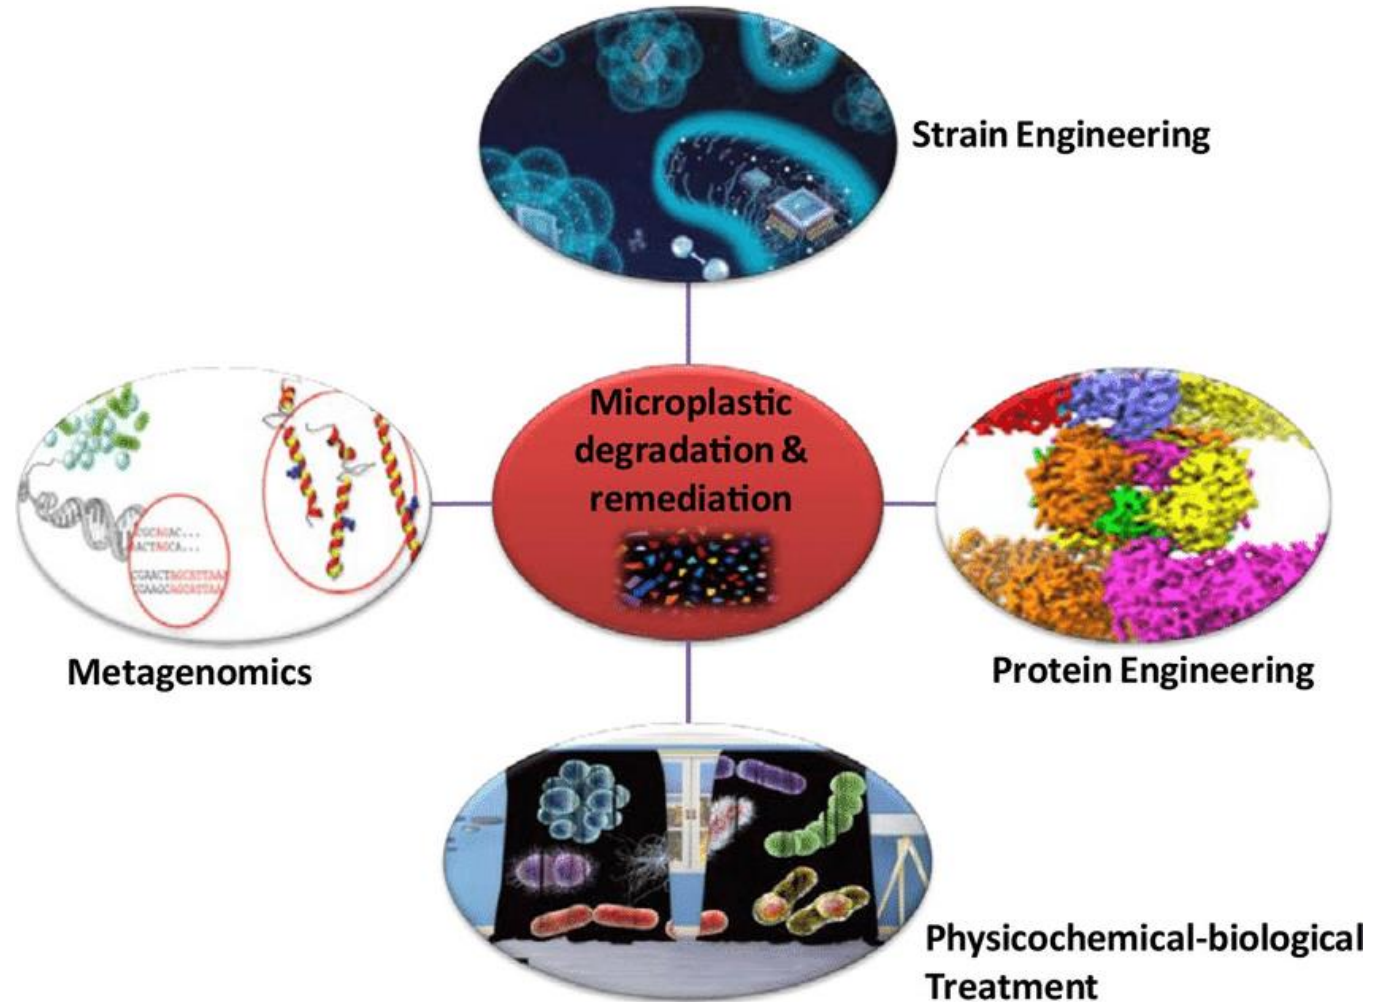 Strain Engineering
Microplastic
degradation &
remediation
Metagenomics
Protein Engineering
Physicochemical-biological
Treatment